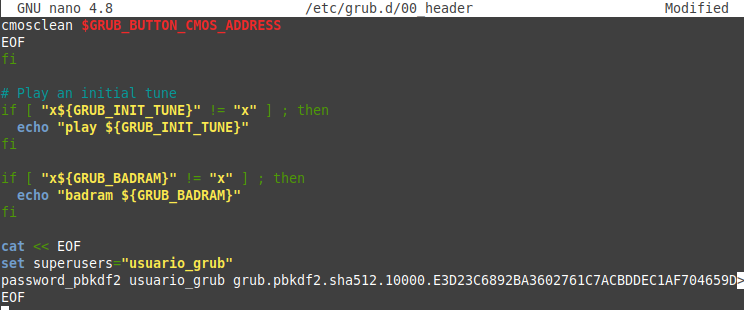 GNU nano 4.8 /etc/grub.d/00_header Modified
cmosclean $GRUB_BUTTON_CMOS_ADDRESS
EOF
fi
# Play an initial tune
if [ "x${GRUB_INIT_TUNE}" != "x" ] ; then
  echo "play ${GRUB_INIT_TUNE}"
fi
if [ "x${GRUB_BADRAM}" != "x" ] ; then
  echo "badram ${GRUB_BADRAM}"
fi
cat << EOF
set superusers="usuario_grub"
password_pbkdf2 usuario_grub grub.pbkdf2.sha512.10000.E3D23C6892BA3602761C7ACBDDEC1AF704659D>
EOF